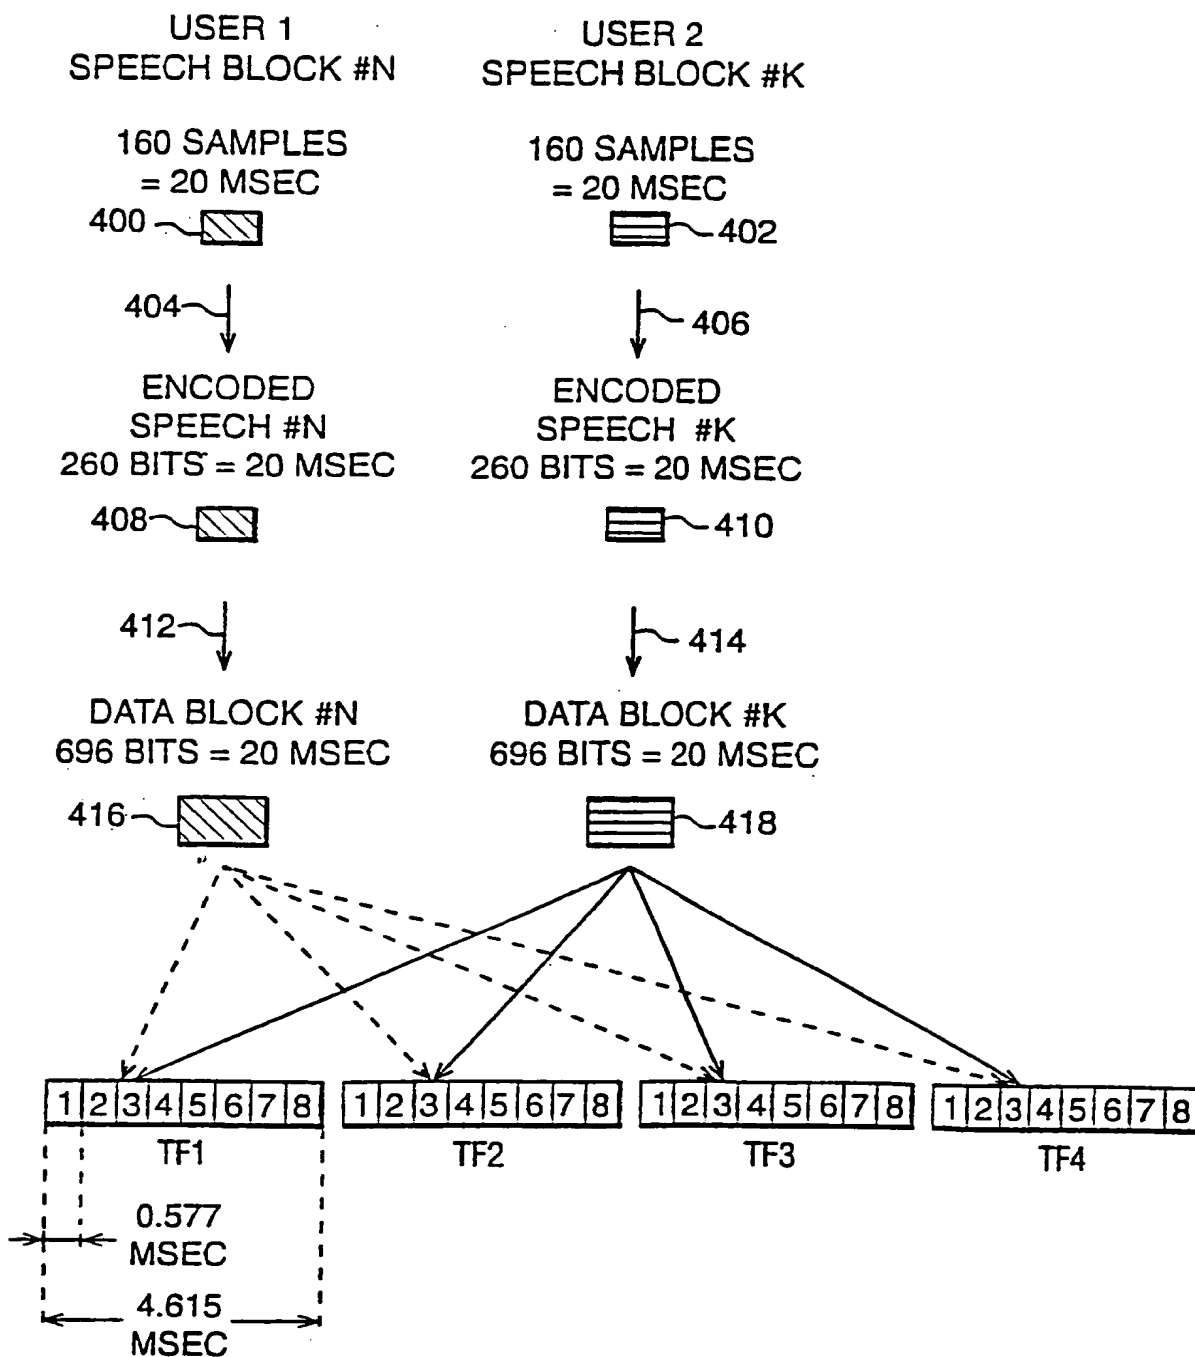 USER 1
SPEECH BLOCK #N
USER 2
SPEECH BLOCK #K
160 SAMPLES
= 20 MSEC
160 SAMPLES
= 20 MSEC
400
402
404
406
ENCODED
SPEECH #N
260 BITS = 20 MSEC
ENCODED
SPEECH #K
260 BITS = 20 MSEC
408
410
412
414
DATA BLOCK #N
696 BITS = 20 MSEC
DATA BLOCK #K
696 BITS = 20 MSEC
416
418
1 2 3 4 5 6 7 8
1 2 3 4 5 6 7 8
1 2 3 4 5 6 7 8
1 2 3 4 5 6 7 8
TF1
TF2
TF3
TF4
0.577
MSEC
4.615
MSEC